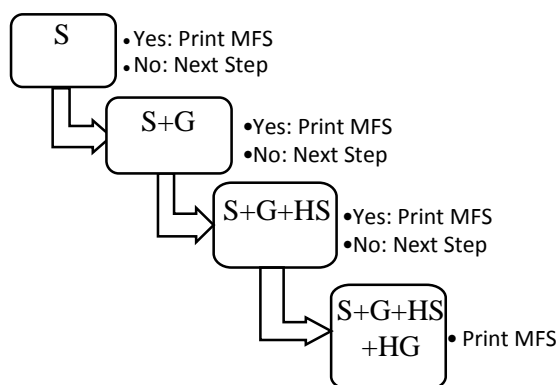 S
• Yes: Print MFS
• No: Next Step
S+G
•Yes: Print MFS
•No: Next Step
S+G+HS
•Yes: Print MFS
•No: Next Step
S+G+HS
+HG
• Print MFS